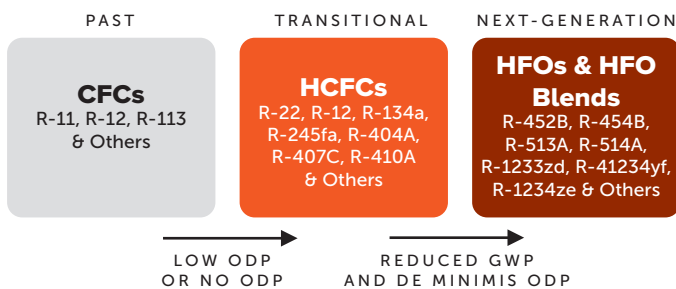 PAST
TRANSITIONAL
NEXT-GENERATION
CFCs
R-11, R-12, R-113
& Others
HCFCs
R-22, R-12, R-134a,
R-245fa, R-404A,
R-407C, R-410A
& Others
HFOs & HFO
Blends
R-452B, R-454B,
R-513A, R-514A,
R-1233zd, R-41234yf,
R-1234ze & Others
LOW ODP
OR NO ODP
REDUCED GWP
AND DE MINIMIS ODP